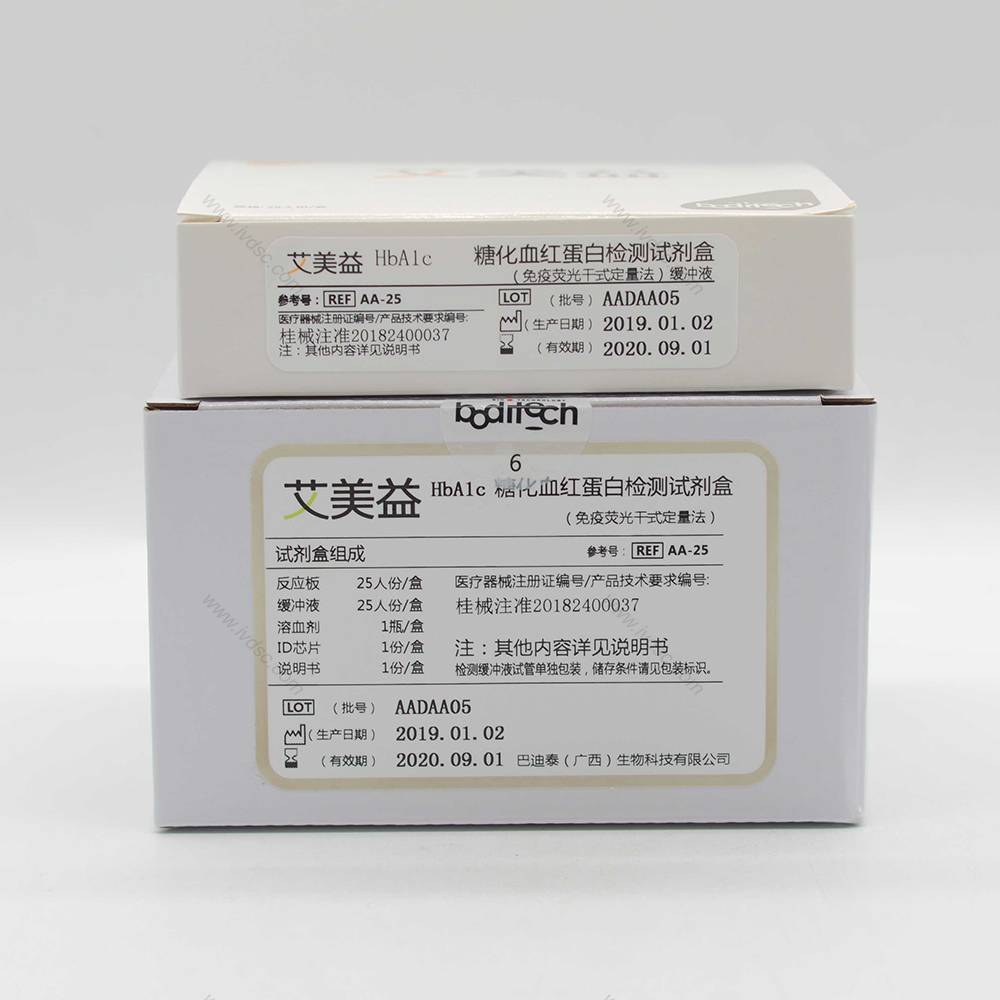 boditech
艾美益 HbA1c 糖化血红蛋白检测试剂盒
（免疫荧光干式定量法）缓冲液
参考号：REF AA-25
LOT （批号） AADAA05
医疗器械注册证编号/产品技术要求编号:
（生产日期） 2019.01.02
桂械注准20182400037
注：其他内容详见说明书
（有效期） 2020.09.01
boditech
6
艾美益 HbA1c 糖化血红蛋白检测试剂盒
（免疫荧光干式定量法）
试剂盒组成
参考号： REF AA-25
反应板 25人份/盒
医疗器械注册证编号/产品技术要求编号:
缓冲液 25人份/盒
桂械注准20182400037
溶血剂 1瓶/盒
ID芯片 1份/盒
注：其他内容详见说明书
说明书 1份/盒
检测缓冲液试管单独包装，储存条件请见包装标识。
LOT （批号） AADAA05
（生产日期） 2019.01.02
（有效期） 2020.09.01 巴迪泰（广西）生物科技有限公司
www.ivdsc.com
www.ivdsc.com
www.ivdsc.com
www.ivdsc.com